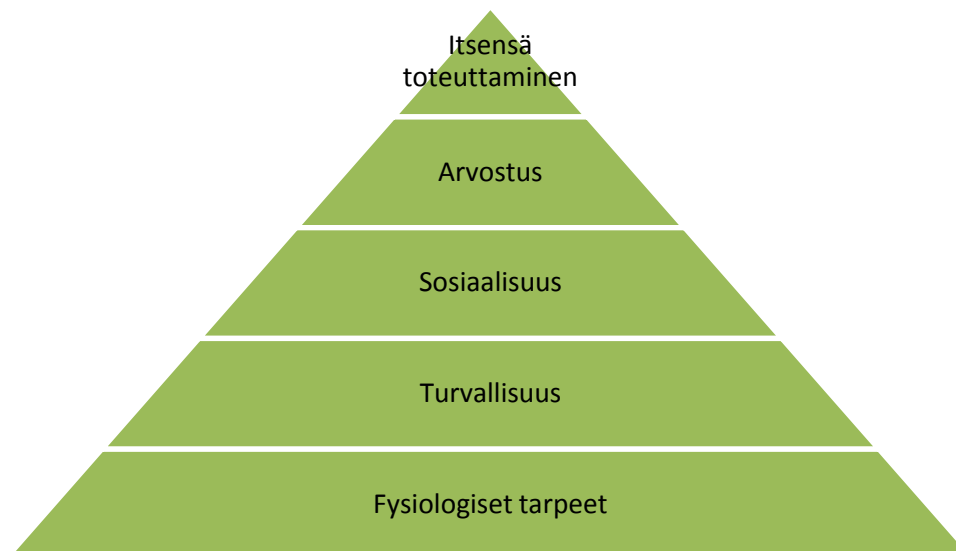 Itsensä
toteuttaminen
Arvostus
Sosiaalisuus
Turvallisuus
Fysiologiset tarpeet